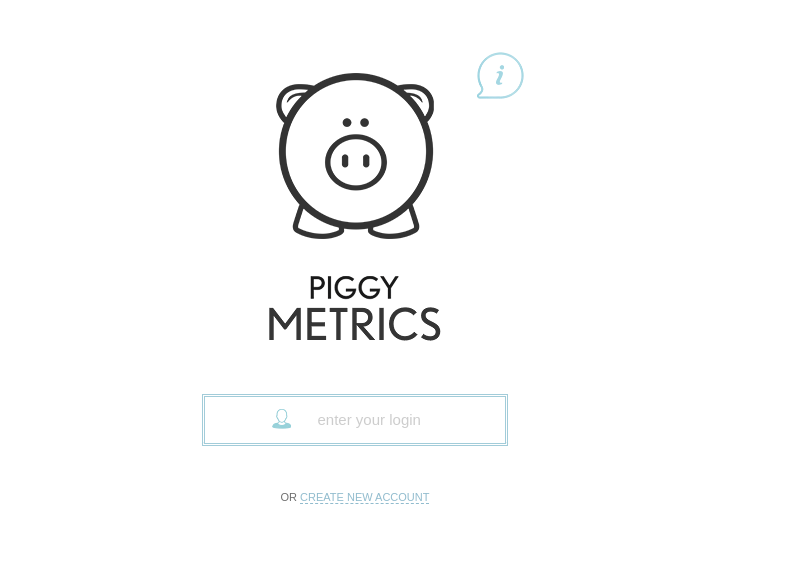 i
PIGGY
METRICS
enter your login
OR CREATE NEW ACCOUNT